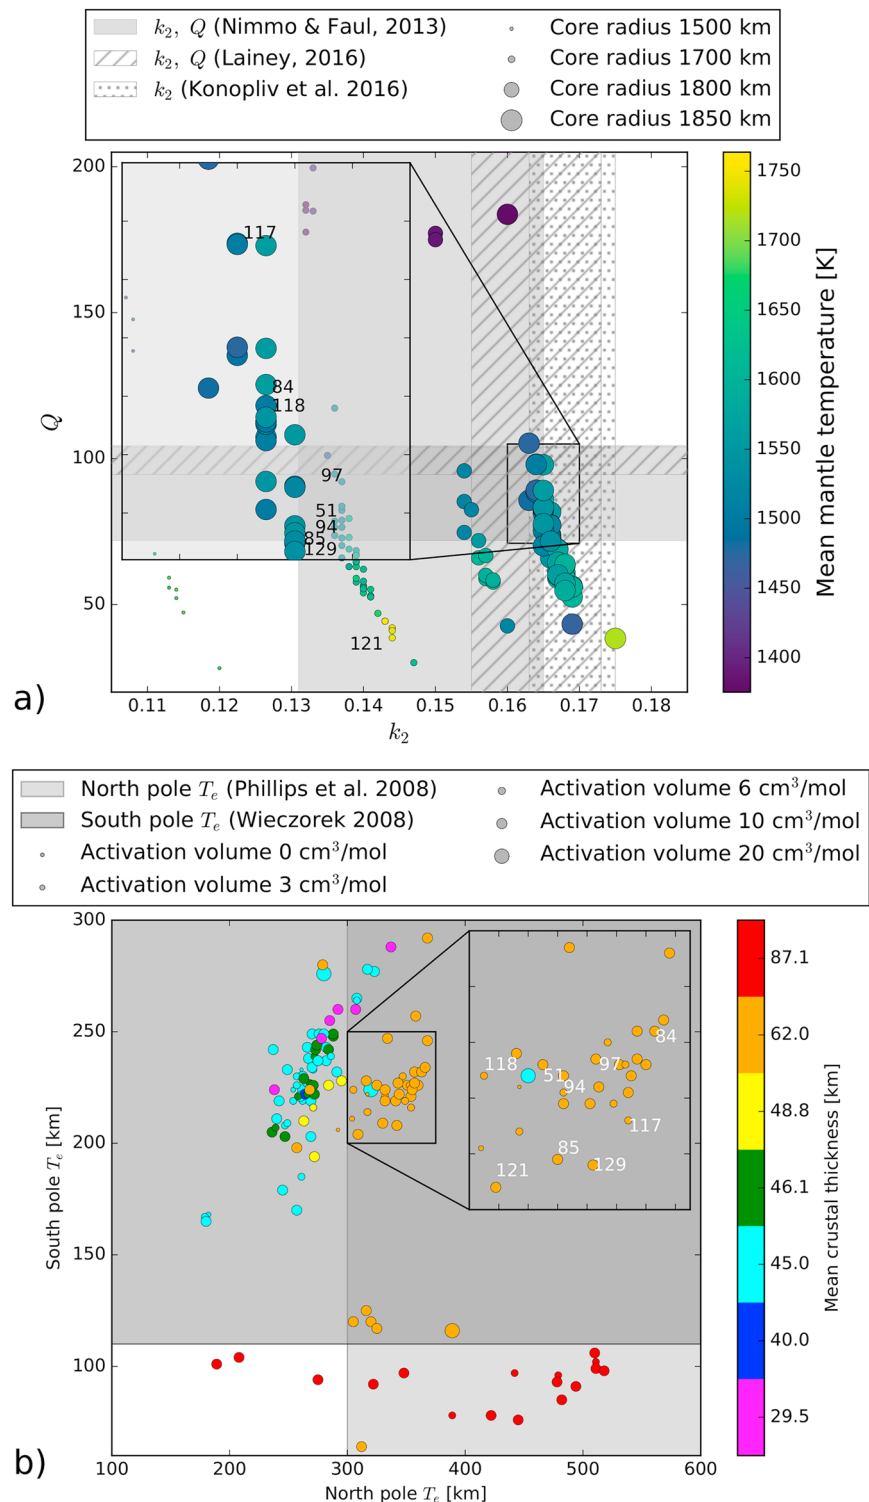 k₂, Q (Nimmo & Faul, 2013)
k₂, Q (Lainey, 2016)
k₂ (Konopliv et al. 2016)
Core radius 1500 km
Core radius 1700 km
Core radius 1800 km
Core radius 1850 km
200
150
100
50
Q
117
84
118
97
51
94
85
129
121
0.11
0.12
0.13
0.14
0.15
0.16
0.17
0.18
k₂
1750
1700
1650
1600
1550
1500
1450
1400
Mean mantle temperature [K]
a)
North pole Tₑ (Phillips et al. 2008)
South pole Tₑ (Wieczorek 2008)
Activation volume 0 cm³/mol
Activation volume 3 cm³/mol
Activation volume 6 cm³/mol
Activation volume 10 cm³/mol
Activation volume 20 cm³/mol
300
250
200
150
100
South pole Tₑ [km]
84
118
51
97
94
117
85
129
121
100
200
300
400
500
600
North pole Tₑ [km]
87.1
62.0
48.8
46.1
45.0
40.0
29.5
Mean crustal thickness [km]
b)